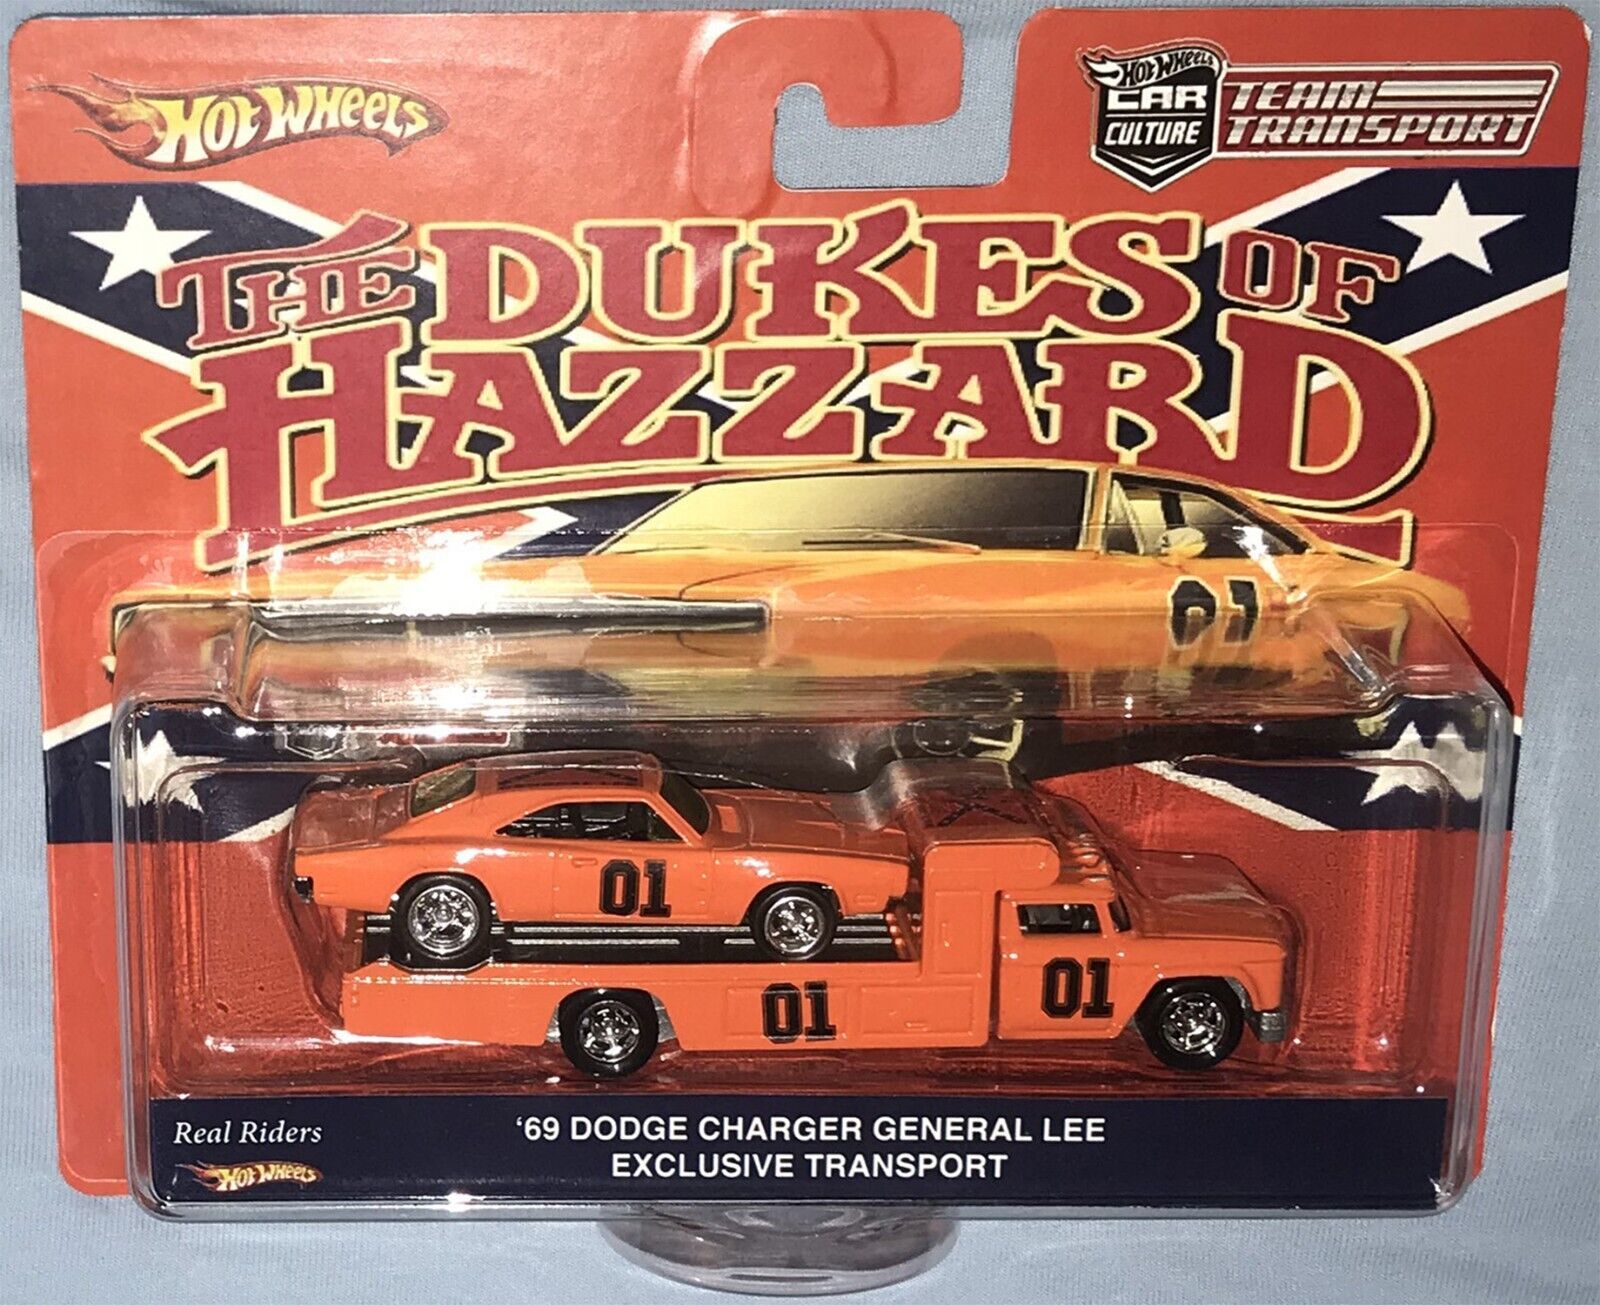 HOT WHEELS
HOT WHEELS
CAR
CULTURE
TEAM
TRANSPORT
THE DUKES OF
HAZZARD
01
01
01
01
Real Riders
HOT WHEELS
'69 DODGE CHARGER GENERAL LEE
EXCLUSIVE TRANSPORT